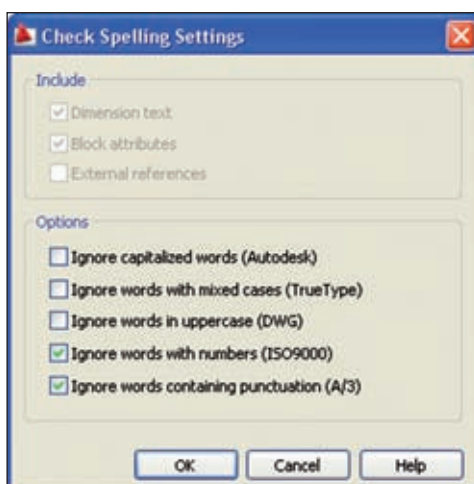 Check Spelling Settings
Include
Dimension text
Block attributes
External references
Options
Ignore capitalized words (Autodesk)
Ignore words with mixed cases (TrueType)
Ignore words in uppercase (DWG)
Ignore words with numbers (ISO9000)
Ignore words containing punctuation (A/3)
OK Cancel Help